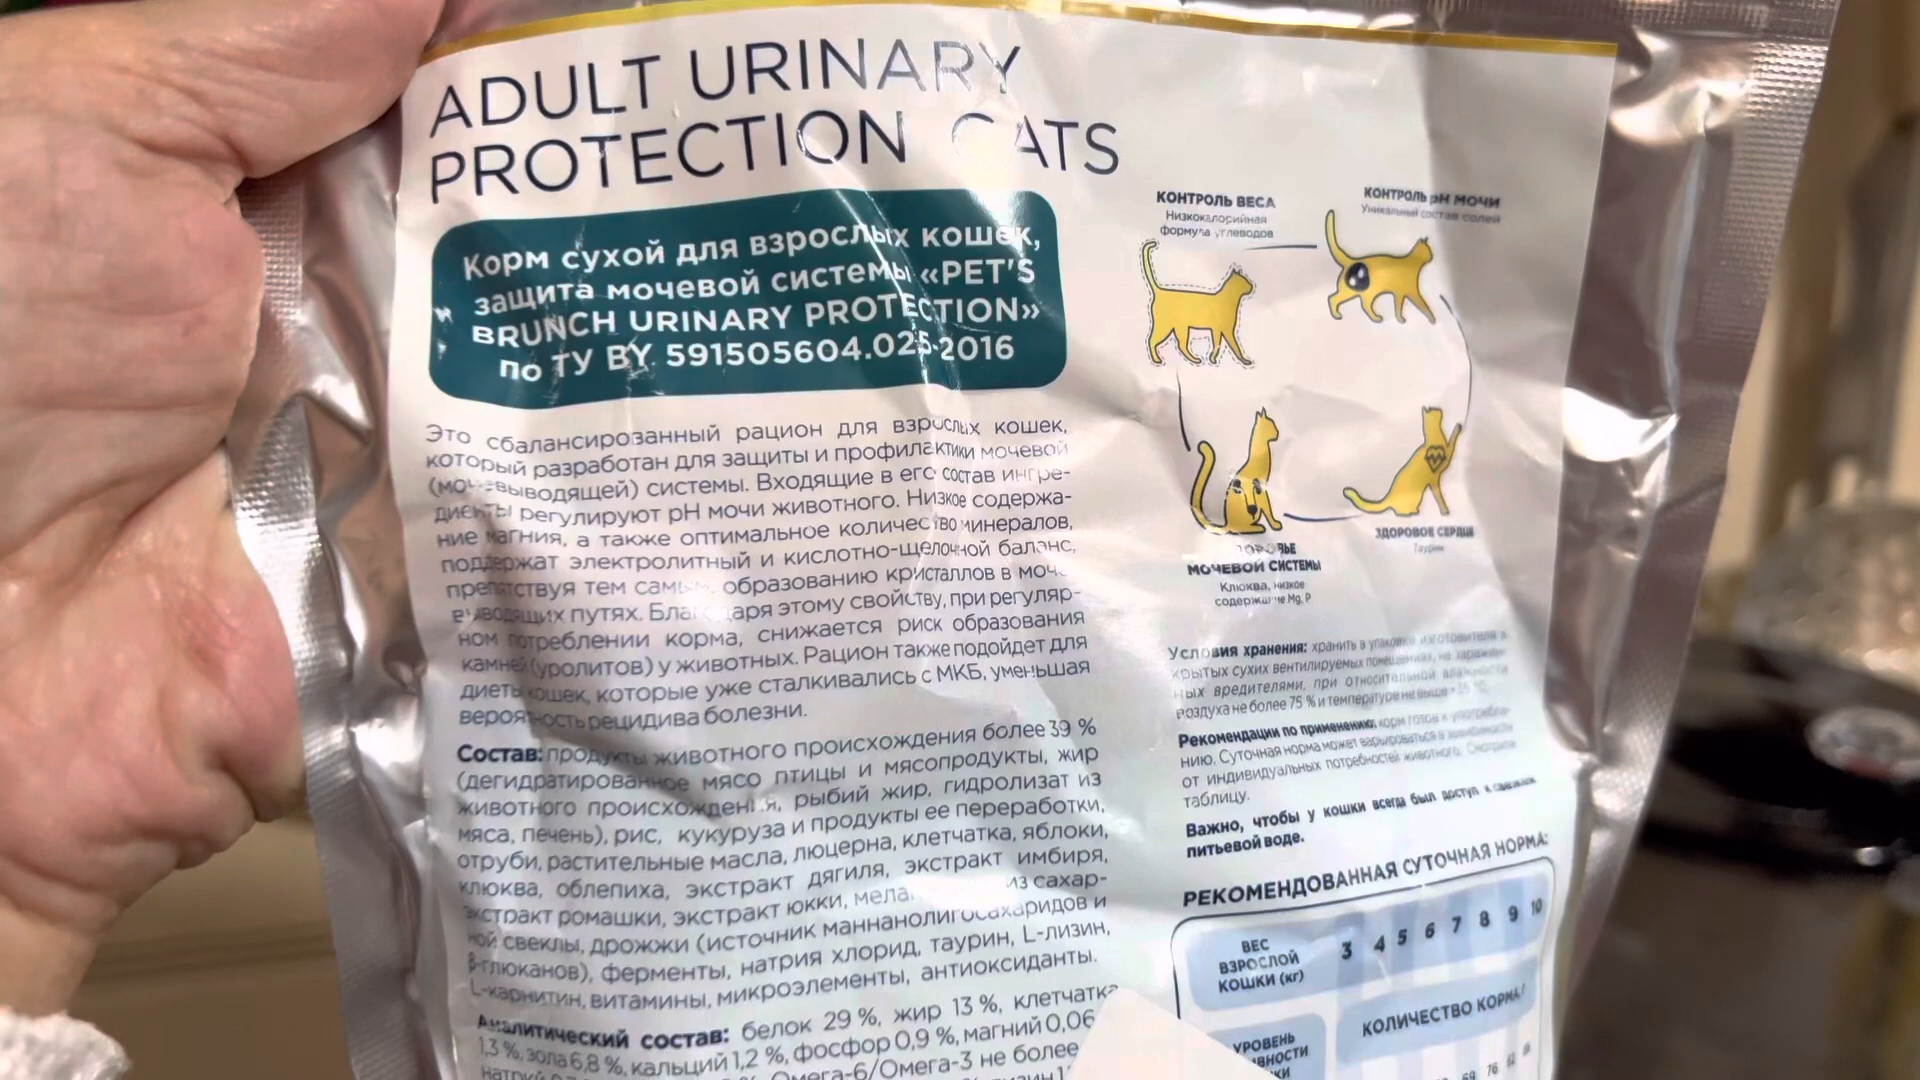 ADULT URINARY
PROTECTION CATS
Корм сухой для взрослых кошек,
защита мочевой системы «PET'S
BRUNCH URINARY PROTECTION»
по ТУ BY 591505604.025-2016
Это сбалансированный рацион для взрослых кошек,
который разработан для защиты и профилактики мочевой
(мочевыводящей) системы. Входящие в его состав ингре-
диенты регулируют pH мочи животного. Низкое содержа-
ние магния, а также оптимальное количество минералов,
поддержат электролитный и кислотно-щелочной баланс,
препятствуя тем самым образованию кристаллов в моче-
выводящих путях. Благодаря этому свойству, при регуляр-
ном потреблении корма, снижается риск образования
камней (уролитов) у животных. Рацион также подойдет для
диеты кошек, которые уже сталкивались с МКБ, уменьшая
вероятность рецидива болезни.
Состав: продукты животного происхождения более 39 %
(дегидратированное мясо птицы и мясопродукты, жир
животного происхождения, рыбий жир, гидролизат из
мяса, печень), рис, кукуруза и продукты ее переработки,
отруби, растительные масла, люцерна, клетчатка, яблоки,
клюква, облепиха, экстракт дягиля, экстракт имбиря,
экстракт ромашки, экстракт юкки, из сахар-
ной свеклы, дрожжи (источник маннанолигосахаридов и
β-глюканов), ферменты, натрия хлорид, таурин, L-лизин,
L-карнитин, витамины, микроэлементы, антиоксиданты.
Аналитический состав: белок 29 %, жир 13 %, клетчатка
1,3 %, зола 6,8 %, кальций 1,2 %, фосфор 0,9 %, магний 0,06
натрий Омега-6/Омега-3 не более
КОНТРОЛЬ ВЕСА
Низкокалорийная
формула углеводов
КОНТРОЛЬ pH МОЧИ
Уникальный состав солей
ЗДОРОВЬЕ
МОЧЕВОЙ СИСТЕМЫ
Клюква, низкое
содержание Mg, P
ЗДОРОВОЕ СЕРДЦЕ
Таурин
Условия хранения: хранить в упаковке изготовителя в
крытых сухих вентилируемых помещениях, не заражен-
ных вредителями, при относительной влажности
воздуха не более 75 % и температуре не выше +35 °C.
Рекомендации по применению: корм готов к употребле-
нию. Суточная норма может варьироваться в зависимости
от индивидуальных потребностей животного. Смотрите
таблицу.
Важно, чтобы у кошки всегда был доступ к свежей
питьевой воде.
РЕКОМЕНДОВАННАЯ СУТОЧНАЯ НОРМА:
ВЕС
ВЗРОСЛОЙ
КОШКИ (кг)
3 4 5 6 7 8 9 10
КОЛИЧЕСТВО КОРМА/
УРОВЕНЬ
69 76 82